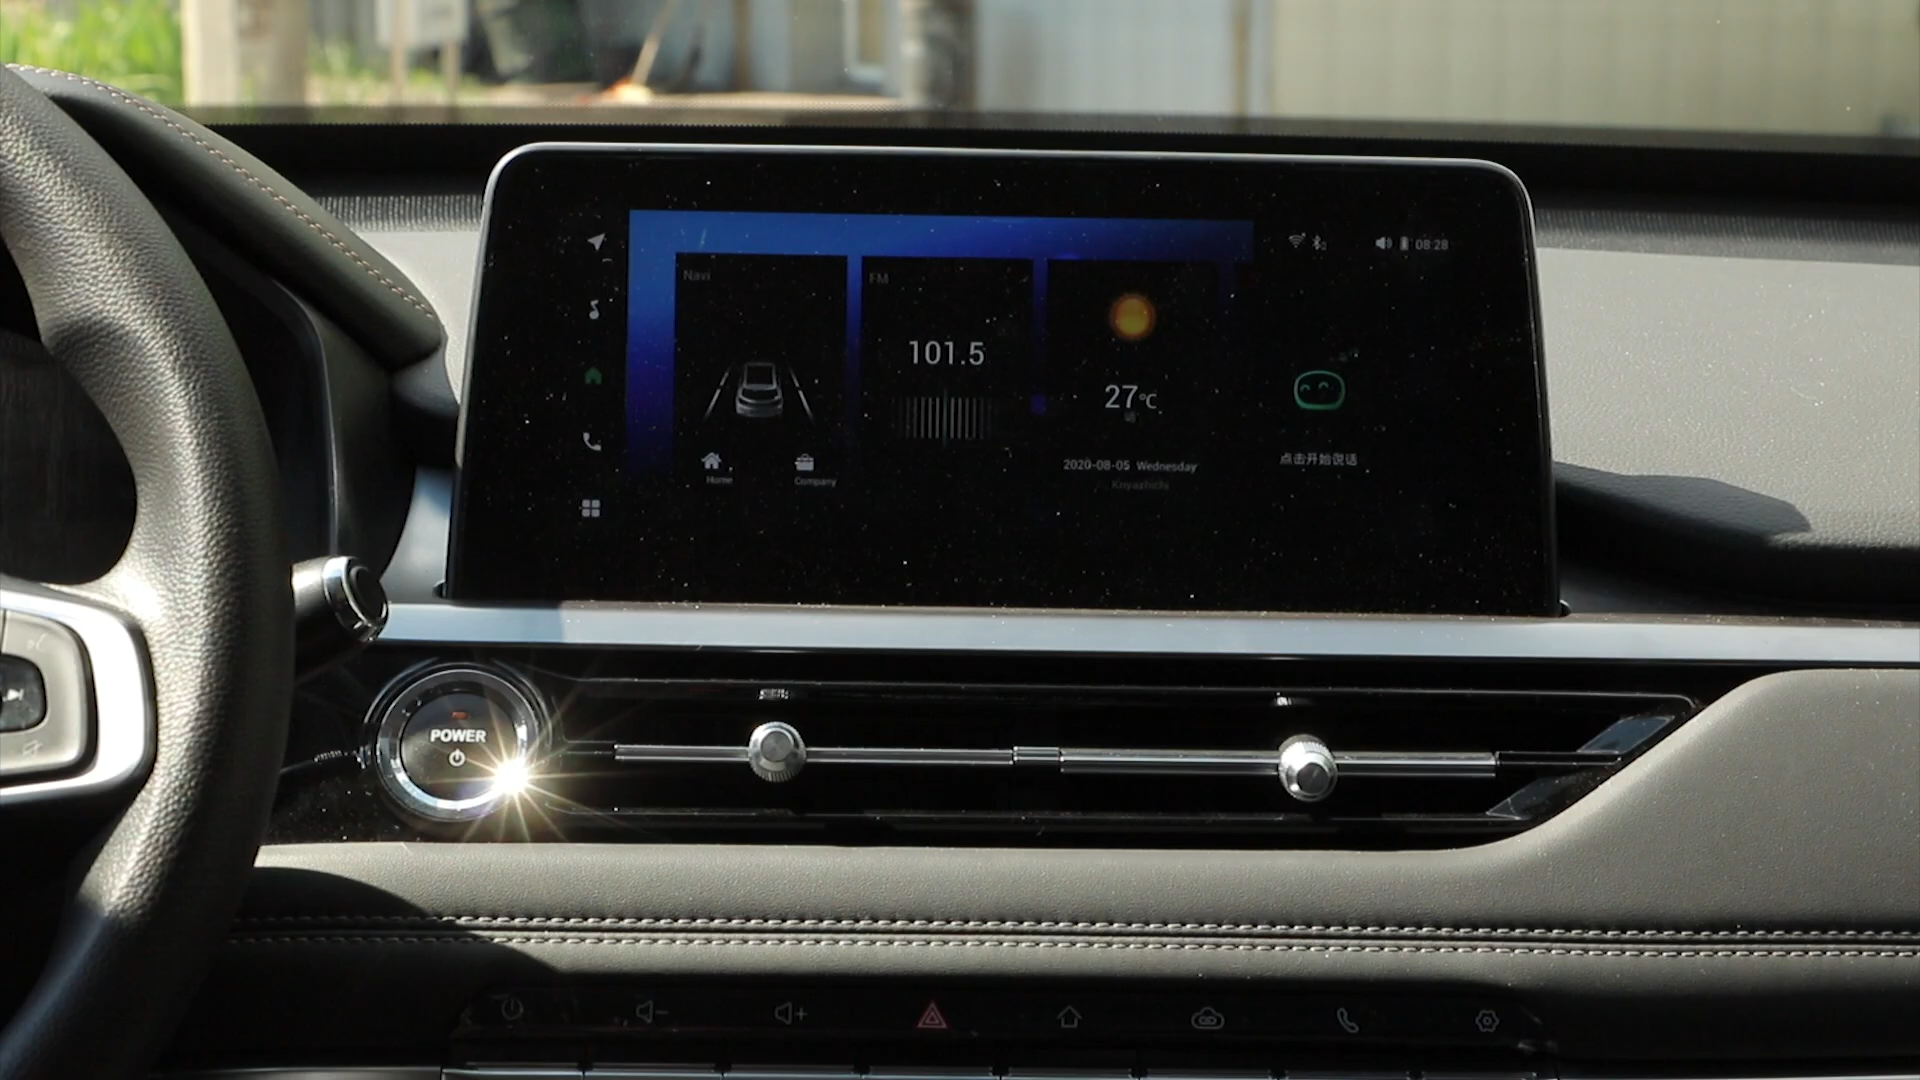 08:28
Navi
FM
101.5
27°C
Home
Company
2020-08-05 Wednesday
Knyazhichi
点击开始说话
POWER